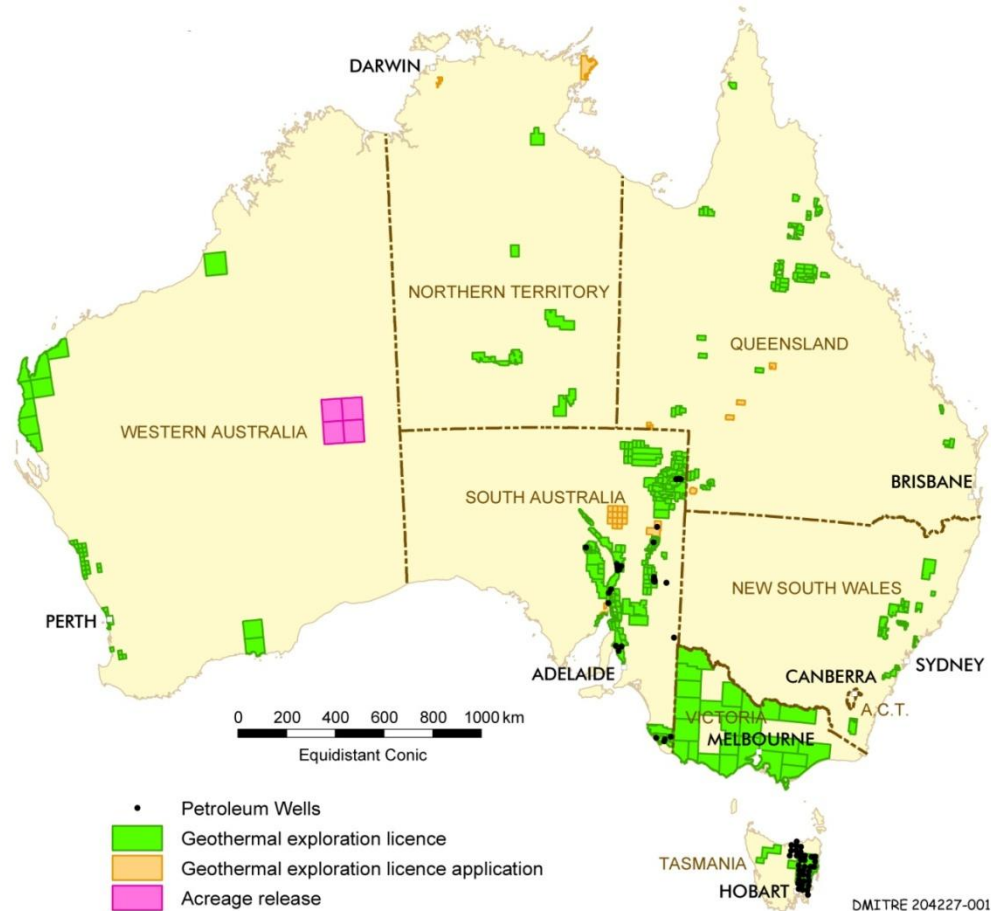 DARWIN
NORTHERN TERRITORY
QUEENSLAND
WESTERN AUSTRALIA
SOUTH AUSTRALIA
BRISBANE
NEW SOUTH WALES
PERTH
ADELAIDE
CANBERRA
SYDNEY
A.C.T.
VICTORIA
MELBOURNE
0 200 400 600 800 1000 km
Equidistant Conic
Petroleum Wells
Geothermal exploration licence
Geothermal exploration licence application
Acreage release
TASMANIA
HOBART
DMITRE 204227-001